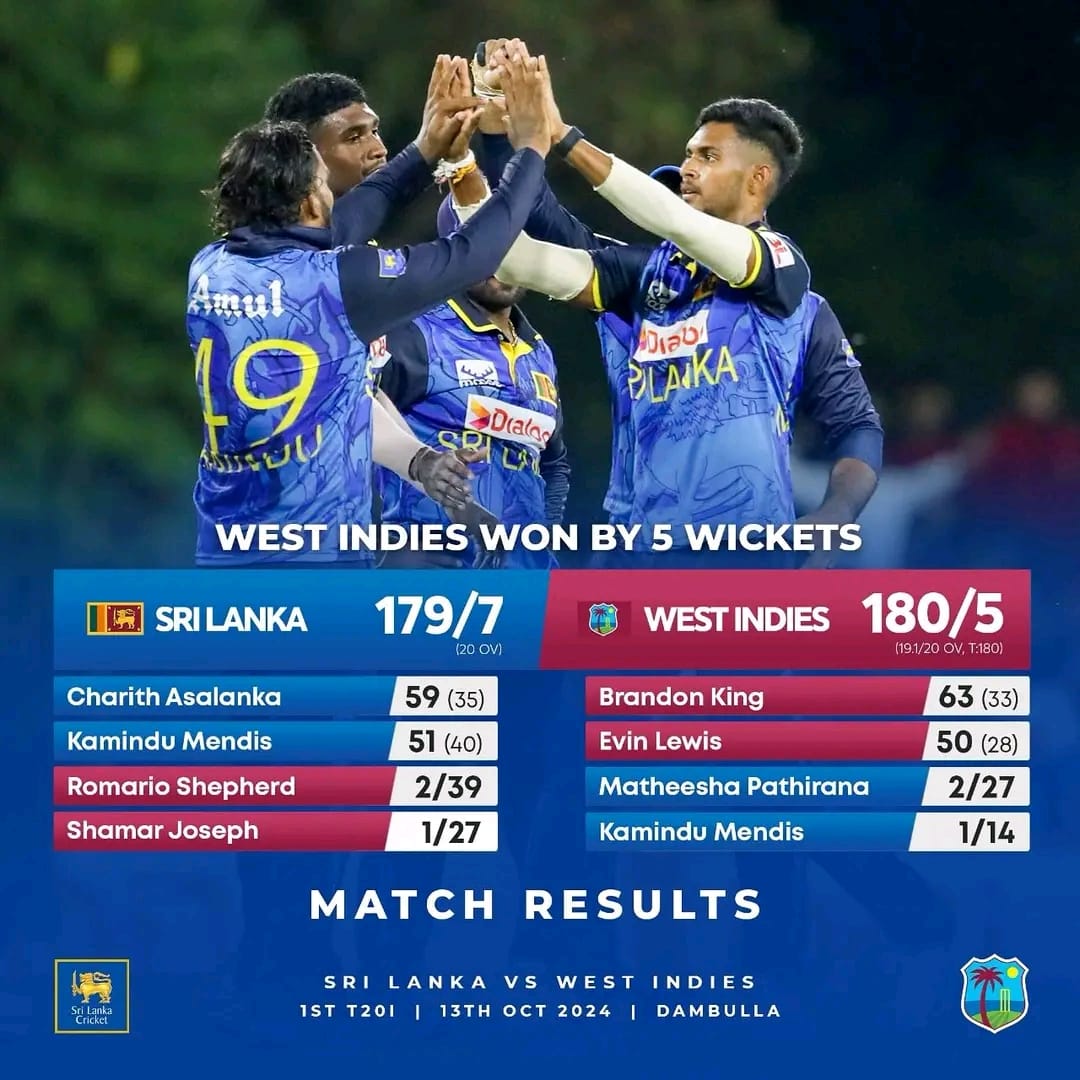 Amul
19
Dialog
SRI LANKA
WEST INDIES WON BY 5 WICKETS
SRI LANKA 179/7
(20 OV)
WEST INDIES 180/5
(19.1/20 OV, T:180)
Charith Asalanka 59 (35)
Kamindu Mendis 51 (40)
Romario Shepherd 2/39
Shamar Joseph 1/27
Brandon King 63 (33)
Evin Lewis 50 (28)
Matheesha Pathirana 2/27
Kamindu Mendis 1/14
MATCH RESULTS
SRI LANKA VS WEST INDIES
1ST T20I | 13TH OCT 2024 | DAMBULLA
Sri Lanka
Cricket